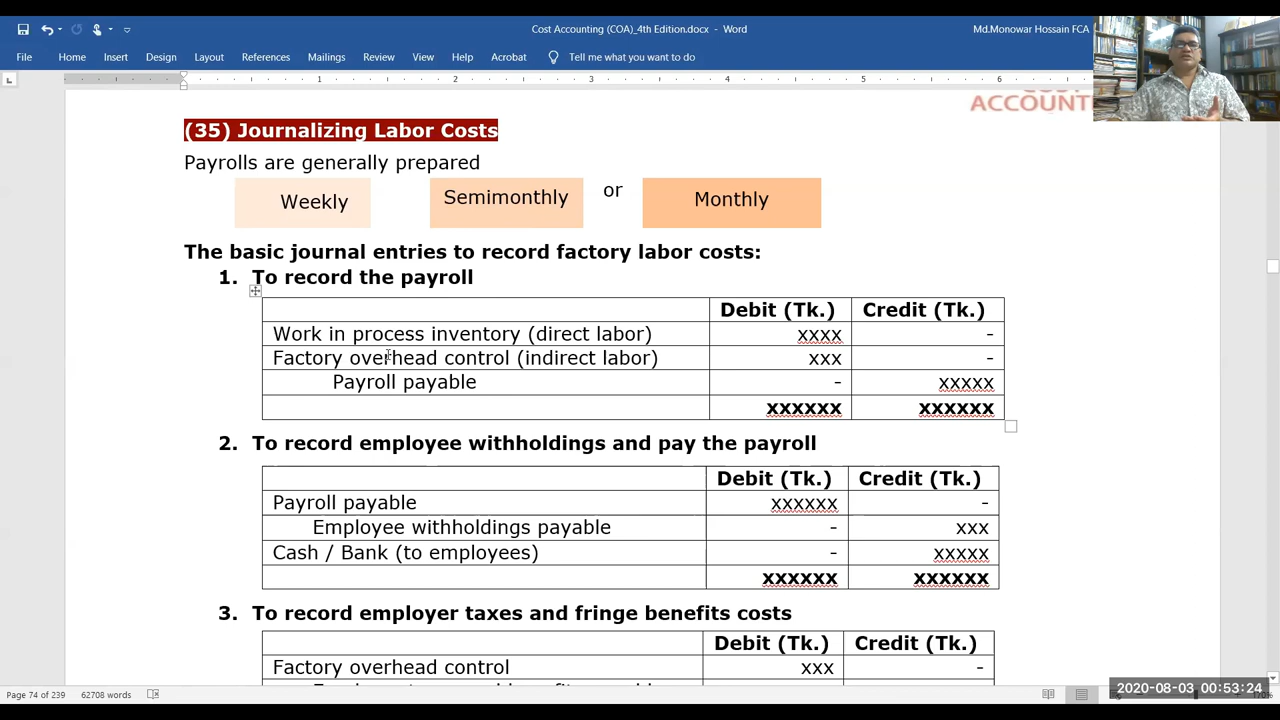 Cost Accounting (COA)_4th Edition.docx - Word
Md.Monowar Hossain FCA
File Home Insert Design Layout References Mailings Review View Help Acrobat Tell me what you want to do
1 2 3 4 5 6
ACCOUNT
(35) Journalizing Labor Costs
Payrolls are generally prepared
Weekly Semimonthly or Monthly
The basic journal entries to record factory labor costs:
1. To record the payroll
Debit (Tk.) Credit (Tk.)
Work in process inventory (direct labor) xxxx -
Factory overhead control (indirect labor) xxx -
Payroll payable - xxxxx
xxxxxx xxxxxx
2. To record employee withholdings and pay the payroll
Debit (Tk.) Credit (Tk.)
Payroll payable xxxxxx -
Employee withholdings payable - xxx
Cash / Bank (to employees) - xxxxx
xxxxxx xxxxxx
3. To record employer taxes and fringe benefits costs
Debit (Tk.) Credit (Tk.)
Factory overhead control xxx -
Page 74 of 239 62708 words
2020-08-03 00:53:24